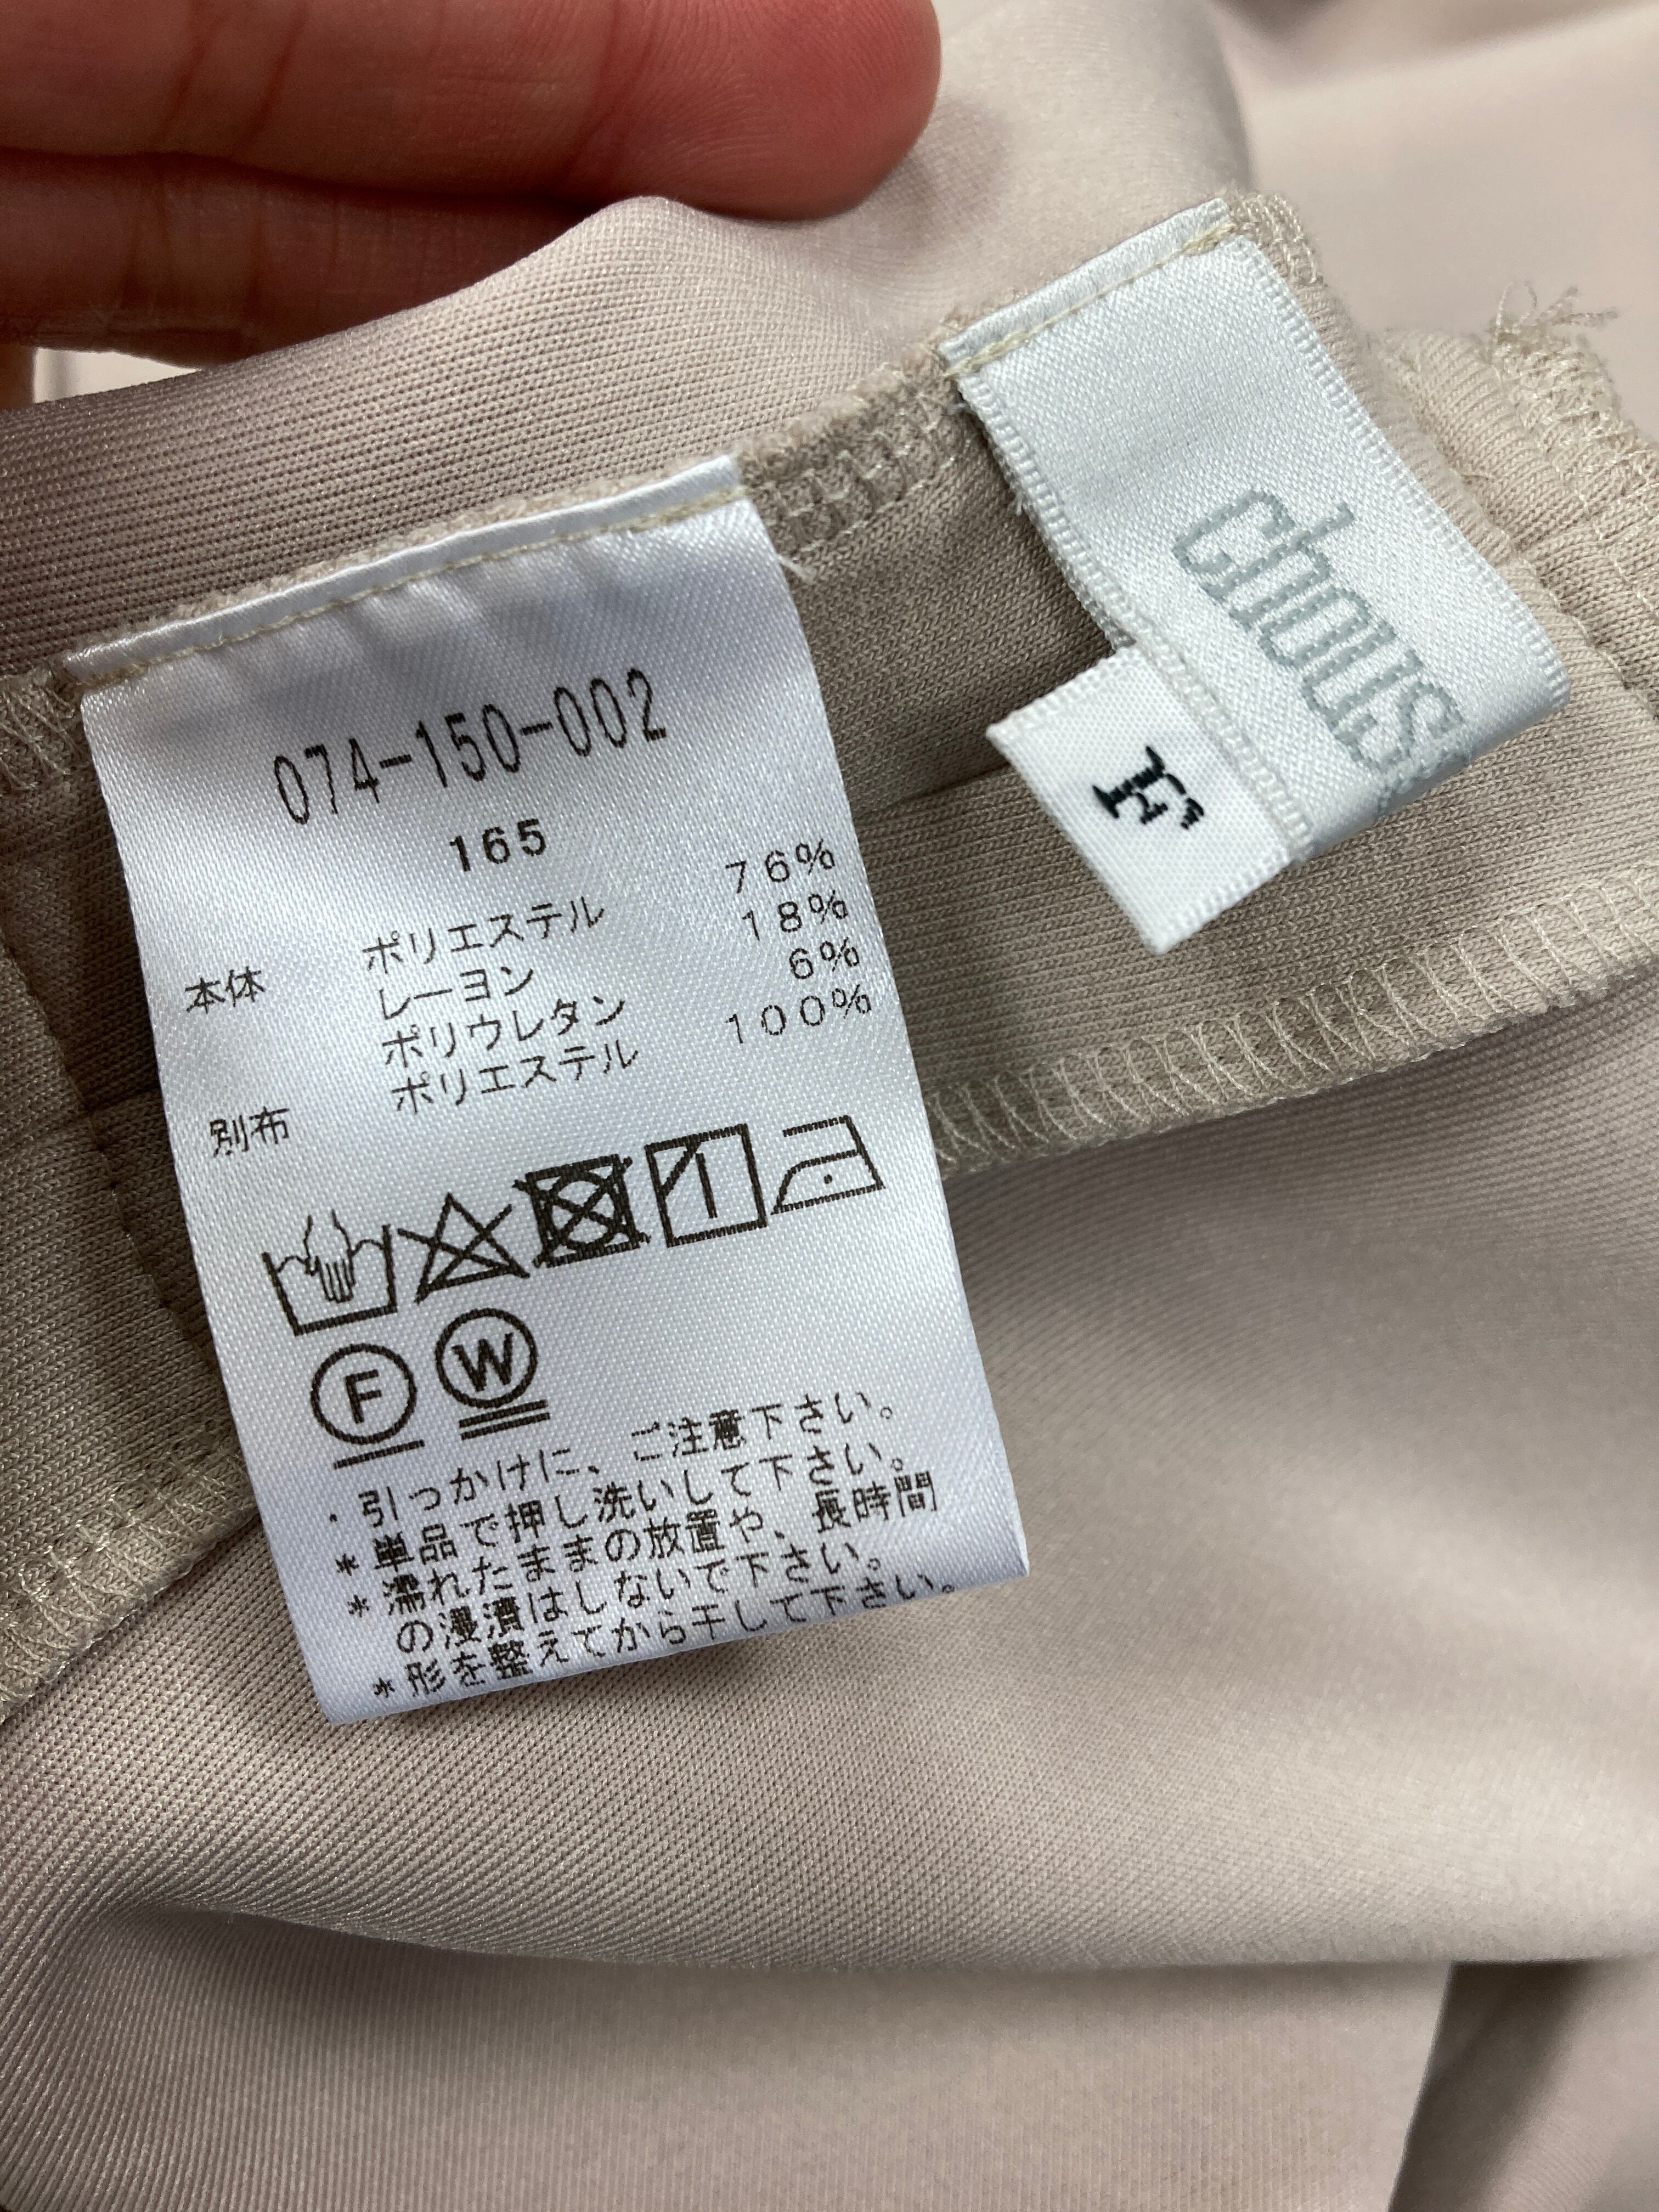 074-150-002
165
本体 ポリエステル 76%
レーヨン 18%
ポリウレタン 6%
別布 ポリエステル 100%
F W
・引っかけに、ご注意下さい。
*単品で押し洗いして下さい。
*濡れたままの放置や、長時間
の浸漬はしないで下さい。
*形を整えてから干して下さい。
chous
F